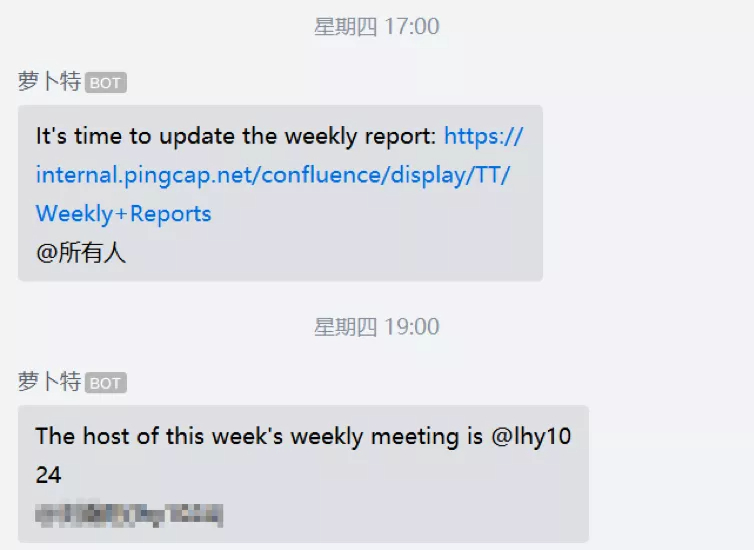 星期四 17:00
萝卜特 BOT
It's time to update the weekly report: https://
internal.pingcap.net/confluence/display/TT/
Weekly+Reports
@所有人
星期四 19:00
萝卜特 BOT
The host of this week's weekly meeting is @lhy10
24